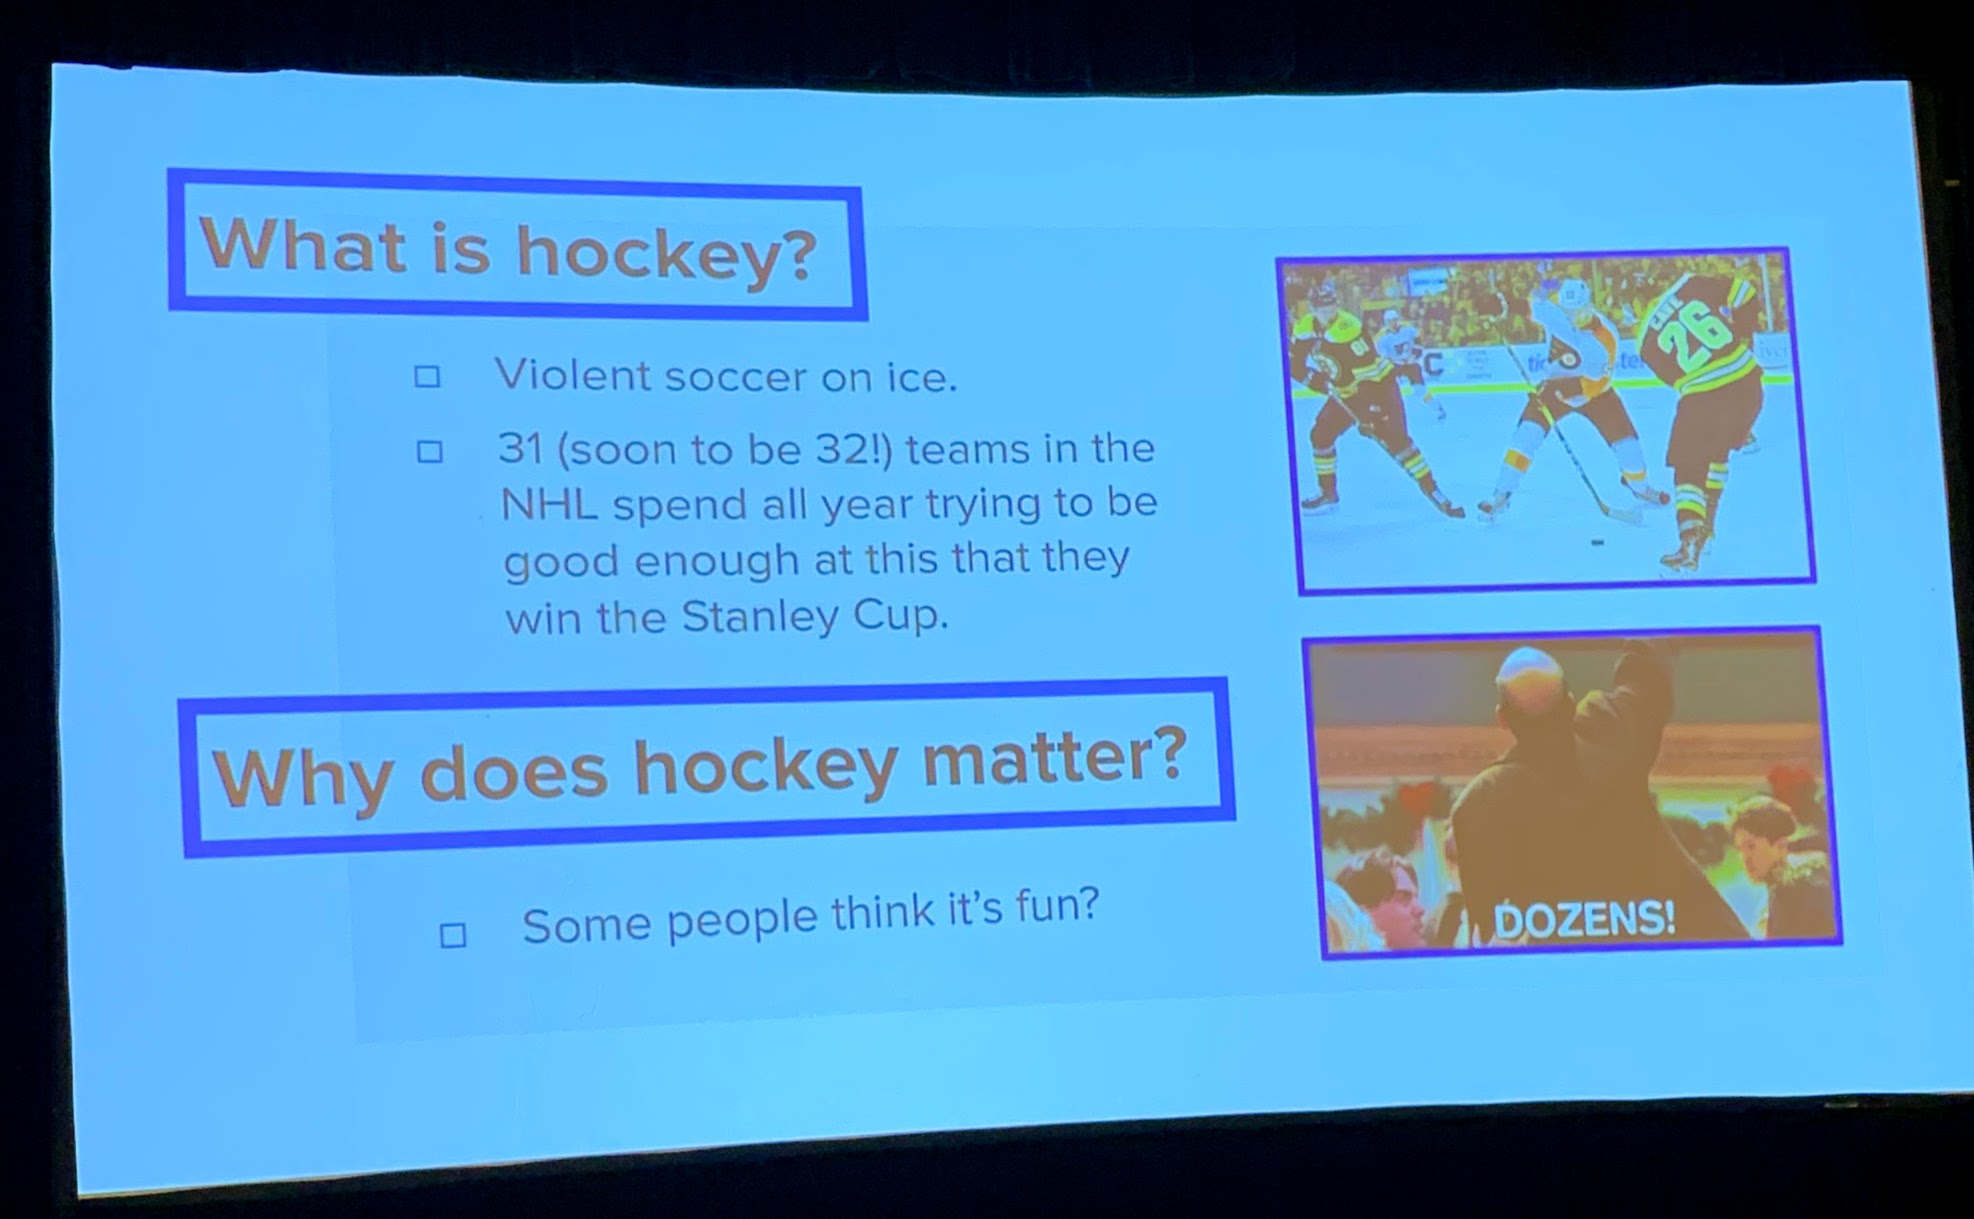 What is hockey?
Violent soccer on ice.
31 (soon to be 32!) teams in the
NHL spend all year trying to be
good enough at this that they
win the Stanley Cup.
Why does hockey matter?
Some people think it's fun?
CAVE
26
81
C
DOZENS!